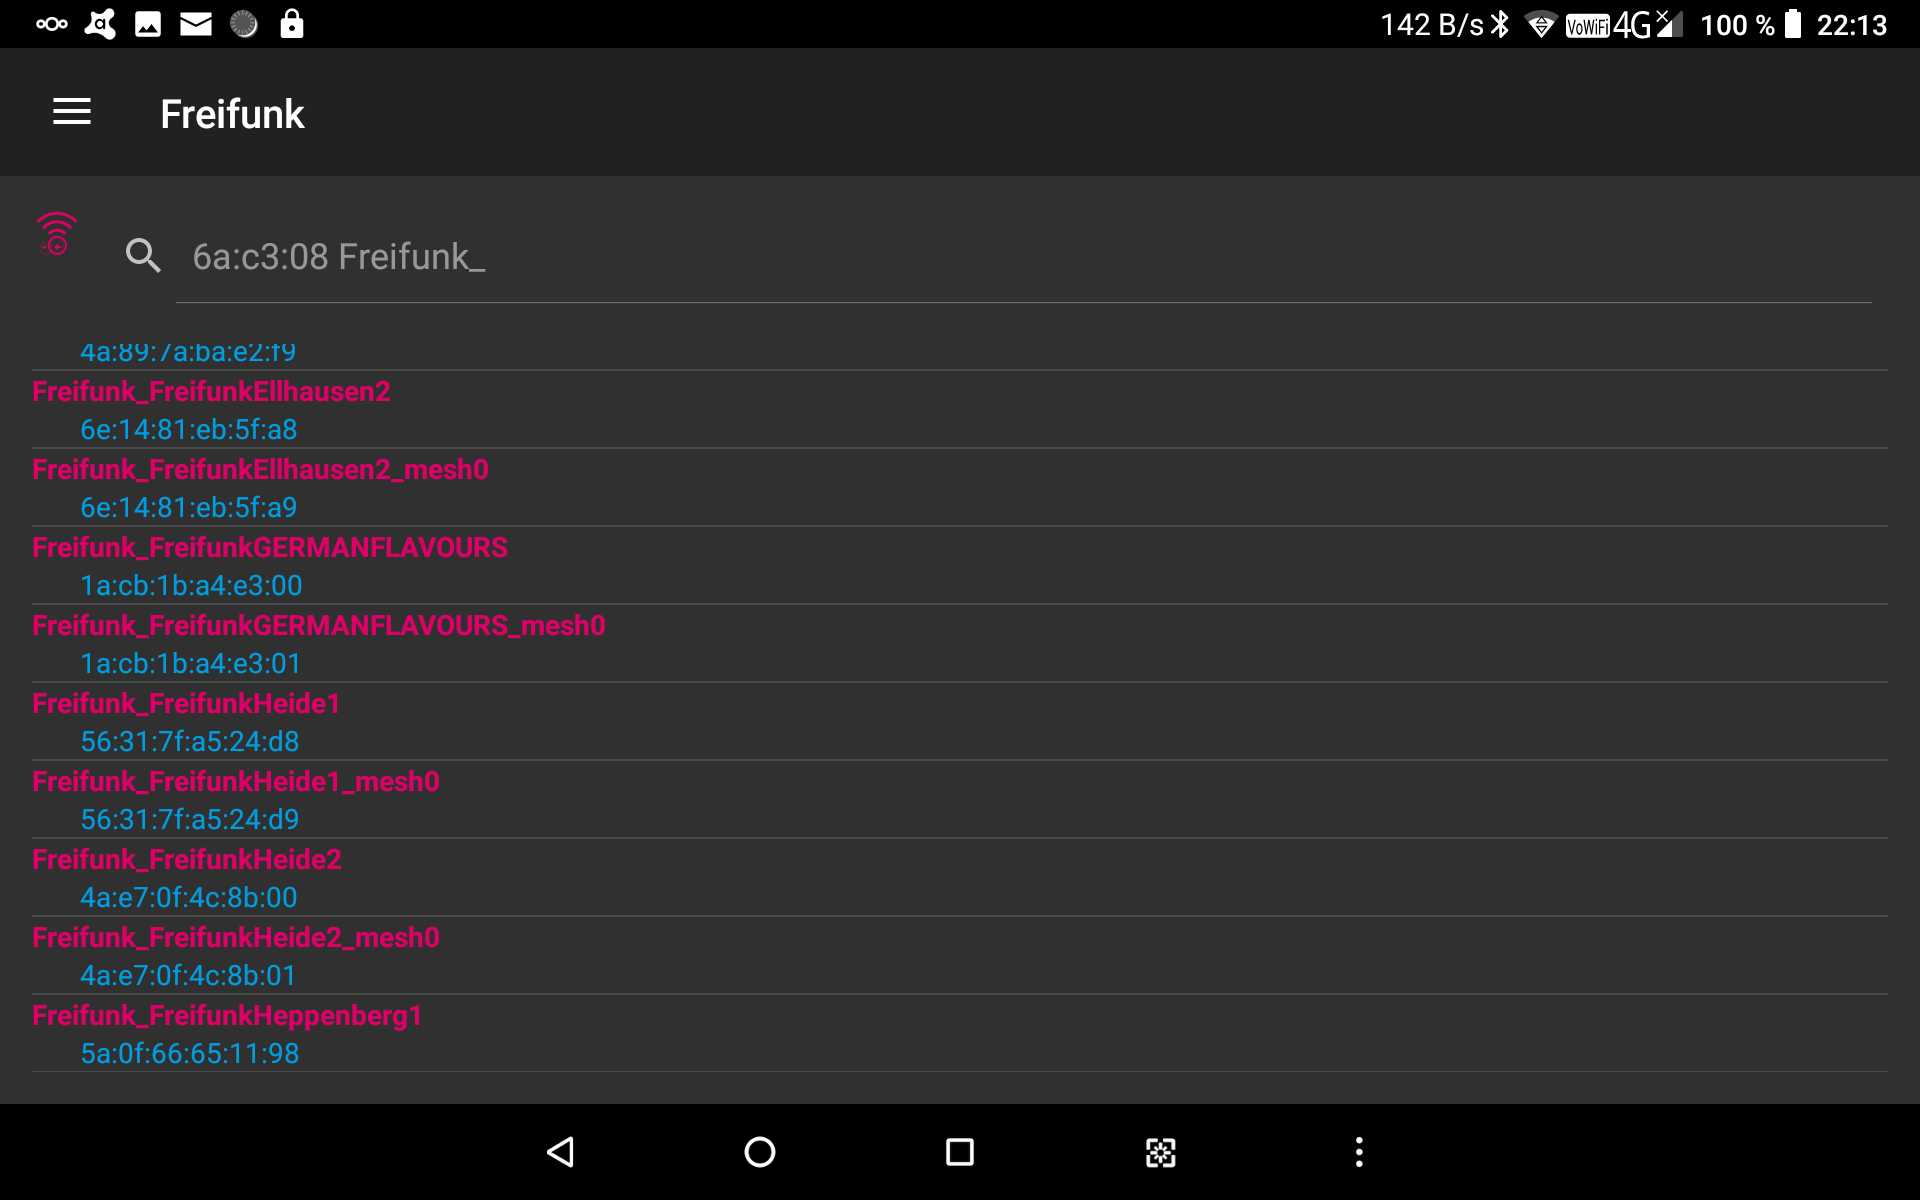 142 B/s VoWiFi 4G 100 % 22:13
Freifunk
6a:c3:08 Freifunk_
4a:89:7a:ba:e2:f9
Freifunk_FreifunkEllhausen2
6e:14:81:eb:5f:a8
Freifunk_FreifunkEllhausen2_mesh0
6e:14:81:eb:5f:a9
Freifunk_FreifunkGERMANFLAVOURS
1a:cb:1b:a4:e3:00
Freifunk_FreifunkGERMANFLAVOURS_mesh0
1a:cb:1b:a4:e3:01
Freifunk_FreifunkHeide1
56:31:7f:a5:24:d8
Freifunk_FreifunkHeide1_mesh0
56:31:7f:a5:24:d9
Freifunk_FreifunkHeide2
4a:e7:0f:4c:8b:00
Freifunk_FreifunkHeide2_mesh0
4a:e7:0f:4c:8b:01
Freifunk_FreifunkHeppenberg1
5a:0f:66:65:11:98